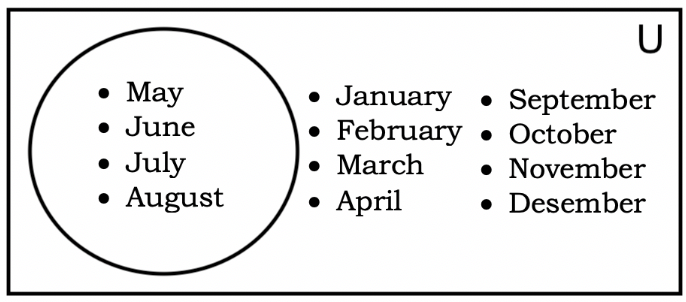 U
• May
• June
• July
• August
• January
• February
• March
• April
• September
• October
• November
• Desember